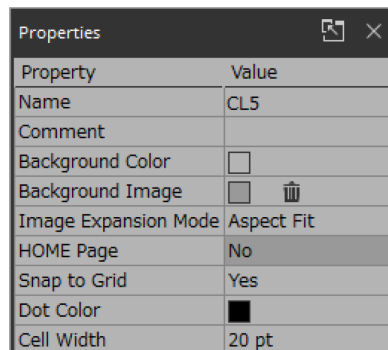 Properties
Property Value
Name CL5
Comment
Background Color
Background Image
Image Expansion Mode Aspect Fit
HOME Page No
Snap to Grid Yes
Dot Color
Cell Width 20 pt